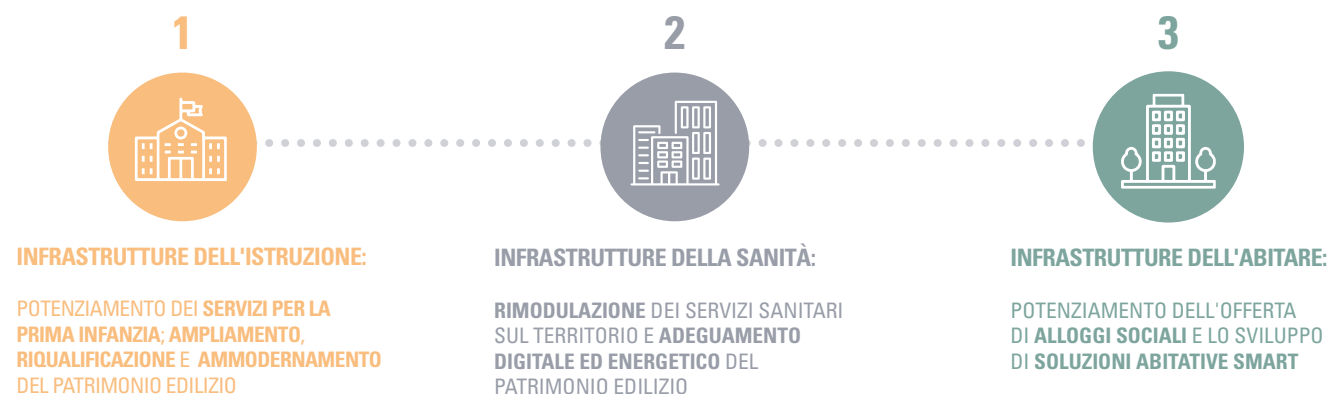 1
INFRASTRUTTURE DELL'ISTRUZIONE:
POTENZIAMENTO DEI SERVIZI PER LA
PRIMA INFANZIA; AMPLIAMENTO,
RIQUALIFICAZIONE E AMMODERNAMENTO
DEL PATRIMONIO EDILIZIO
2
INFRASTRUTTURE DELLA SANITÀ:
RIMODULAZIONE DEI SERVIZI SANITARI
SUL TERRITORIO E ADEGUAMENTO
DIGITALE ED ENERGETICO DEL
PATRIMONIO EDILIZIO
3
INFRASTRUTTURE DELL'ABITARE:
POTENZIAMENTO DELL'OFFERTA
DI ALLOGGI SOCIALI E LO SVILUPPO
DI SOLUZIONI ABITATIVE SMART